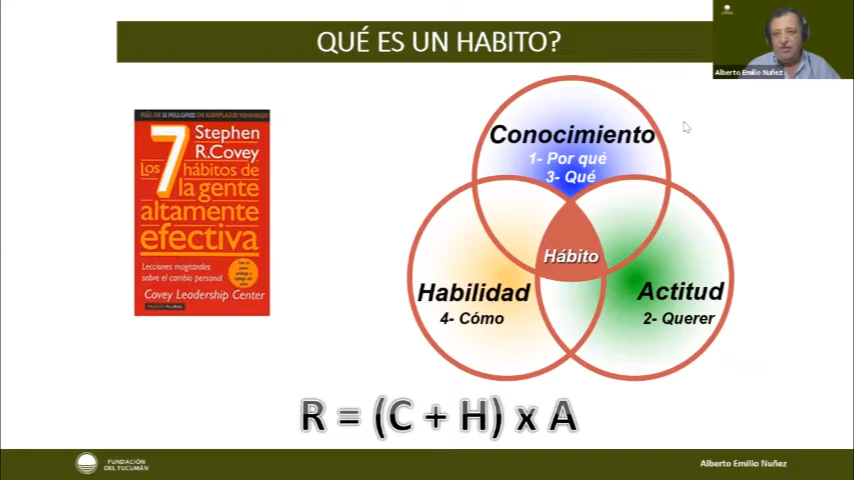 QUÉ ES UN HABITO?
Alberto Emilio Nuñez
MÁS DE 15 MILLONES DE EJEMPLARES VENDIDOS
7
Stephen
R.Covey
Los
hábitos de
la gente
altamente
efectiva
Lecciones magistrales
sobre el cambio personal
Covey Leadership Center
Conocimiento
1- Por qué
3- Qué
Hábito
Habilidad
4- Cómo
Actitud
2- Querer
R = (C + H) x A
FUNDACIÓN
DEL TUCUMÁN
Alberto Emilio Nuñez